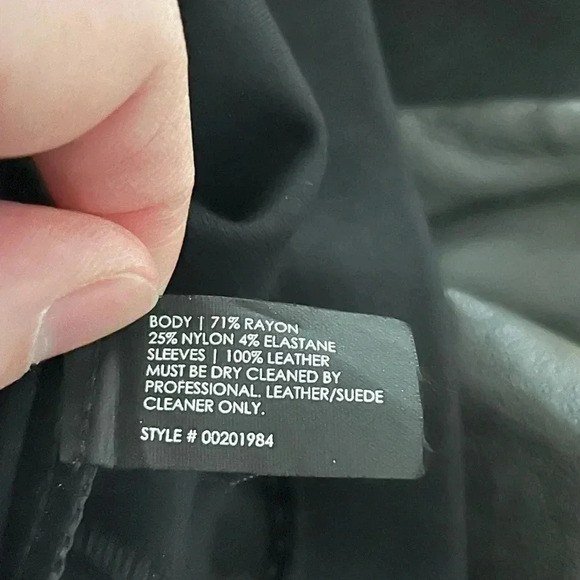 BODY | 71% RAYON
25% NYLON 4% ELASTANE
SLEEVES | 100% LEATHER
MUST BE DRY CLEANED BY
PROFESSIONAL. LEATHER/SUEDE
CLEANER ONLY.
STYLE # 00201984